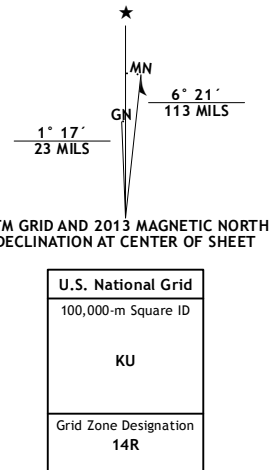 MN
GN
6° 21´
113 MILS
1° 17´
23 MILS
TM GRID AND 2013 MAGNETIC NORTH
DECLINATION AT CENTER OF SHEET
U.S. National Grid
100,000-m Square ID
KU
Grid Zone Designation
14R